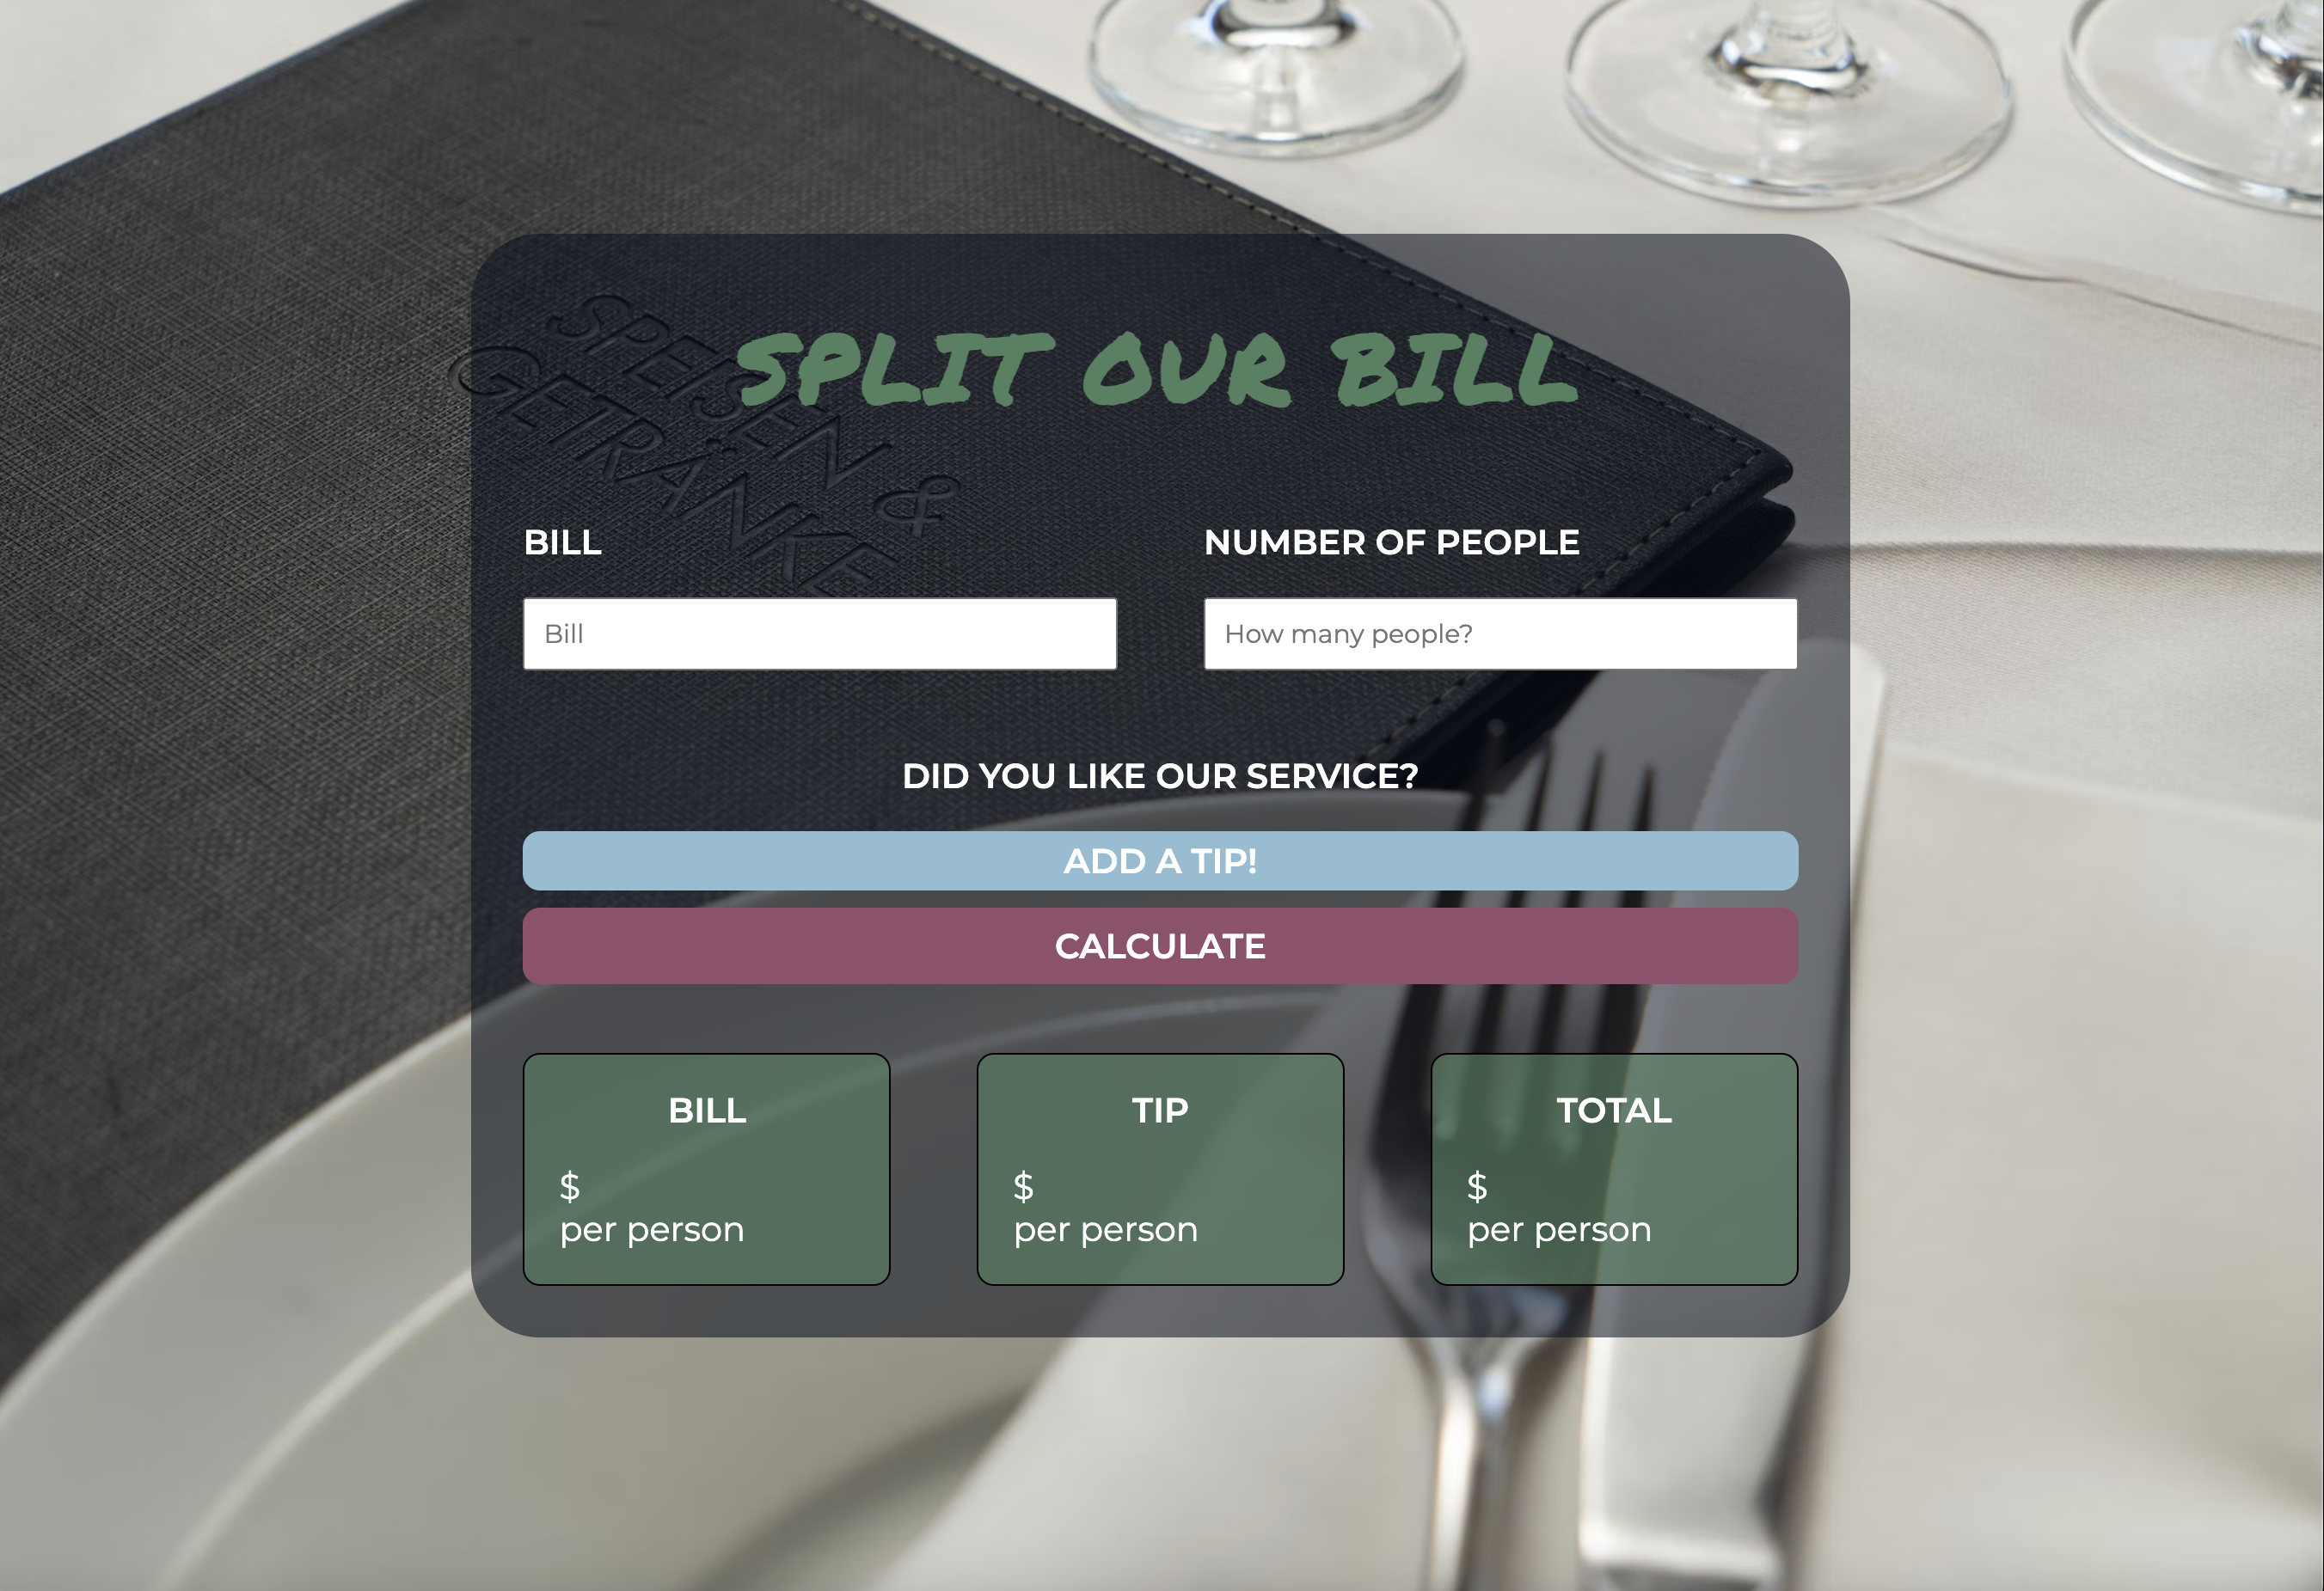 SPEISEN &
GETRÄNKE
SPLIT OUR BILL
BILL
NUMBER OF PEOPLE
Bill
How many people?
DID YOU LIKE OUR SERVICE?
ADD A TIP!
CALCULATE
BILL
TIP
TOTAL
$
per person
$
per person
$
per person